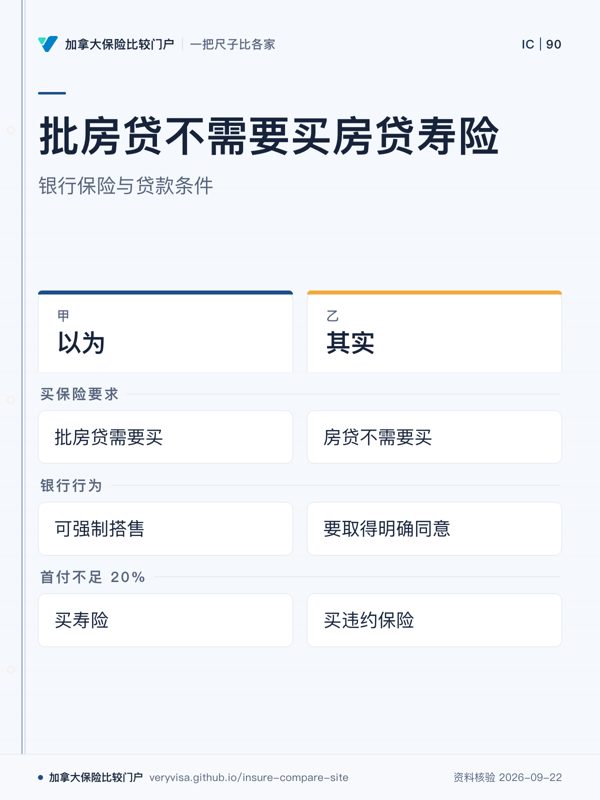 加拿大保险比较门户 | 一把尺子比各家
IC | 90
批房贷不需要买房贷寿险
银行保险与贷款条件
甲
以为
乙
其实
买保险要求
批房贷需要买
房贷不需要买
银行行为
可强制搭售
要取得明确同意
首付不足 20%
买寿险
买违约保险
加拿大保险比较门户 veryvisa.github.io/insure-compare-site
资料核验 2026-09-22